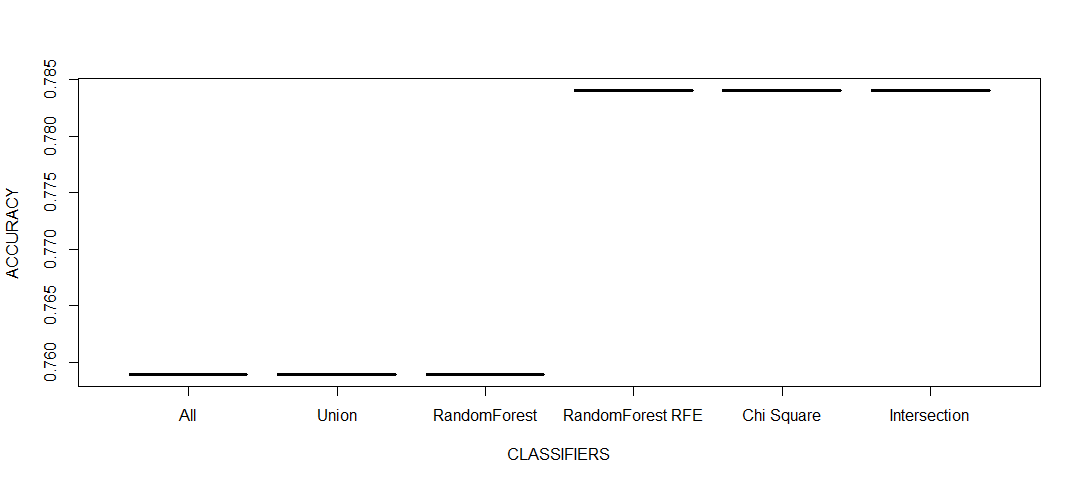 ACCURACY
0.785
0.780
0.775
0.770
0.765
0.760
All Union RandomForest RandomForest RFE Chi Square Intersection
CLASSIFIERS